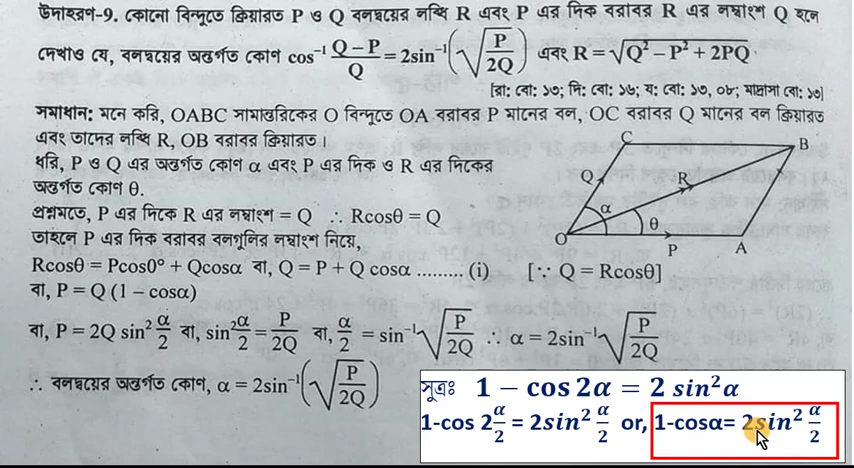 উদাহরণ-9. কোনো বিন্দুতে ক্রিয়ারত P ও Q বলদ্বয়ের লব্ধি R এবং P এর দিক বরাবর R এর লম্বাংশ Q হলে
দেখাও যে, বলদ্বয়ের অন্তর্গত কোণ cos⁻¹ (Q – P)/Q = 2sin⁻¹(√(P/2Q)) এবং R = √(Q² – P² + 2PQ).
[রা: বো: ১৩; দি: বো: ১৬; য: বো: ১৩, ০৮; মাদ্রাসা বো: ১৩]
সমাধান: মনে করি, OABC সামান্তরিকের O বিন্দুতে OA বরাবর P মানের বল, OC বরাবর Q মানের বল ক্রিয়ারত
এবং তাদের লব্ধি R, OB বরাবর ক্রিয়ারত।
ধরি, P ও Q এর অন্তর্গত কোণ α এবং P এর দিক ও R এর দিকের
অন্তর্গত কোণ θ.
প্রশ্নমতে, P এর দিকে R এর লম্বাংশ = Q ∴ Rcosθ = Q
তাহলে P এর দিক বরাবর বলগুলির লম্বাংশ নিয়ে,
Rcosθ = Pcos0° + Qcosα বা, Q = P + Q cosα ......... (i) [∵ Q = Rcosθ]
বা, P = Q (1 – cosα)
বা, P = 2Q sin² α/2 বা, sin² α/2 = P/2Q বা, α/2 = sin⁻¹√(P/2Q) ∴ α = 2sin⁻¹√(P/2Q)
∴ বলদ্বয়ের অন্তর্গত কোণ, α = 2sin⁻¹(√(P/2Q))
C
B
Q
R
α
θ
O
P
A
সূত্রঃ 1 − cos 2α = 2 sin²α
1-cos 2 α/2 = 2sin² α/2 or, 1-cosα= 2sin² α/2